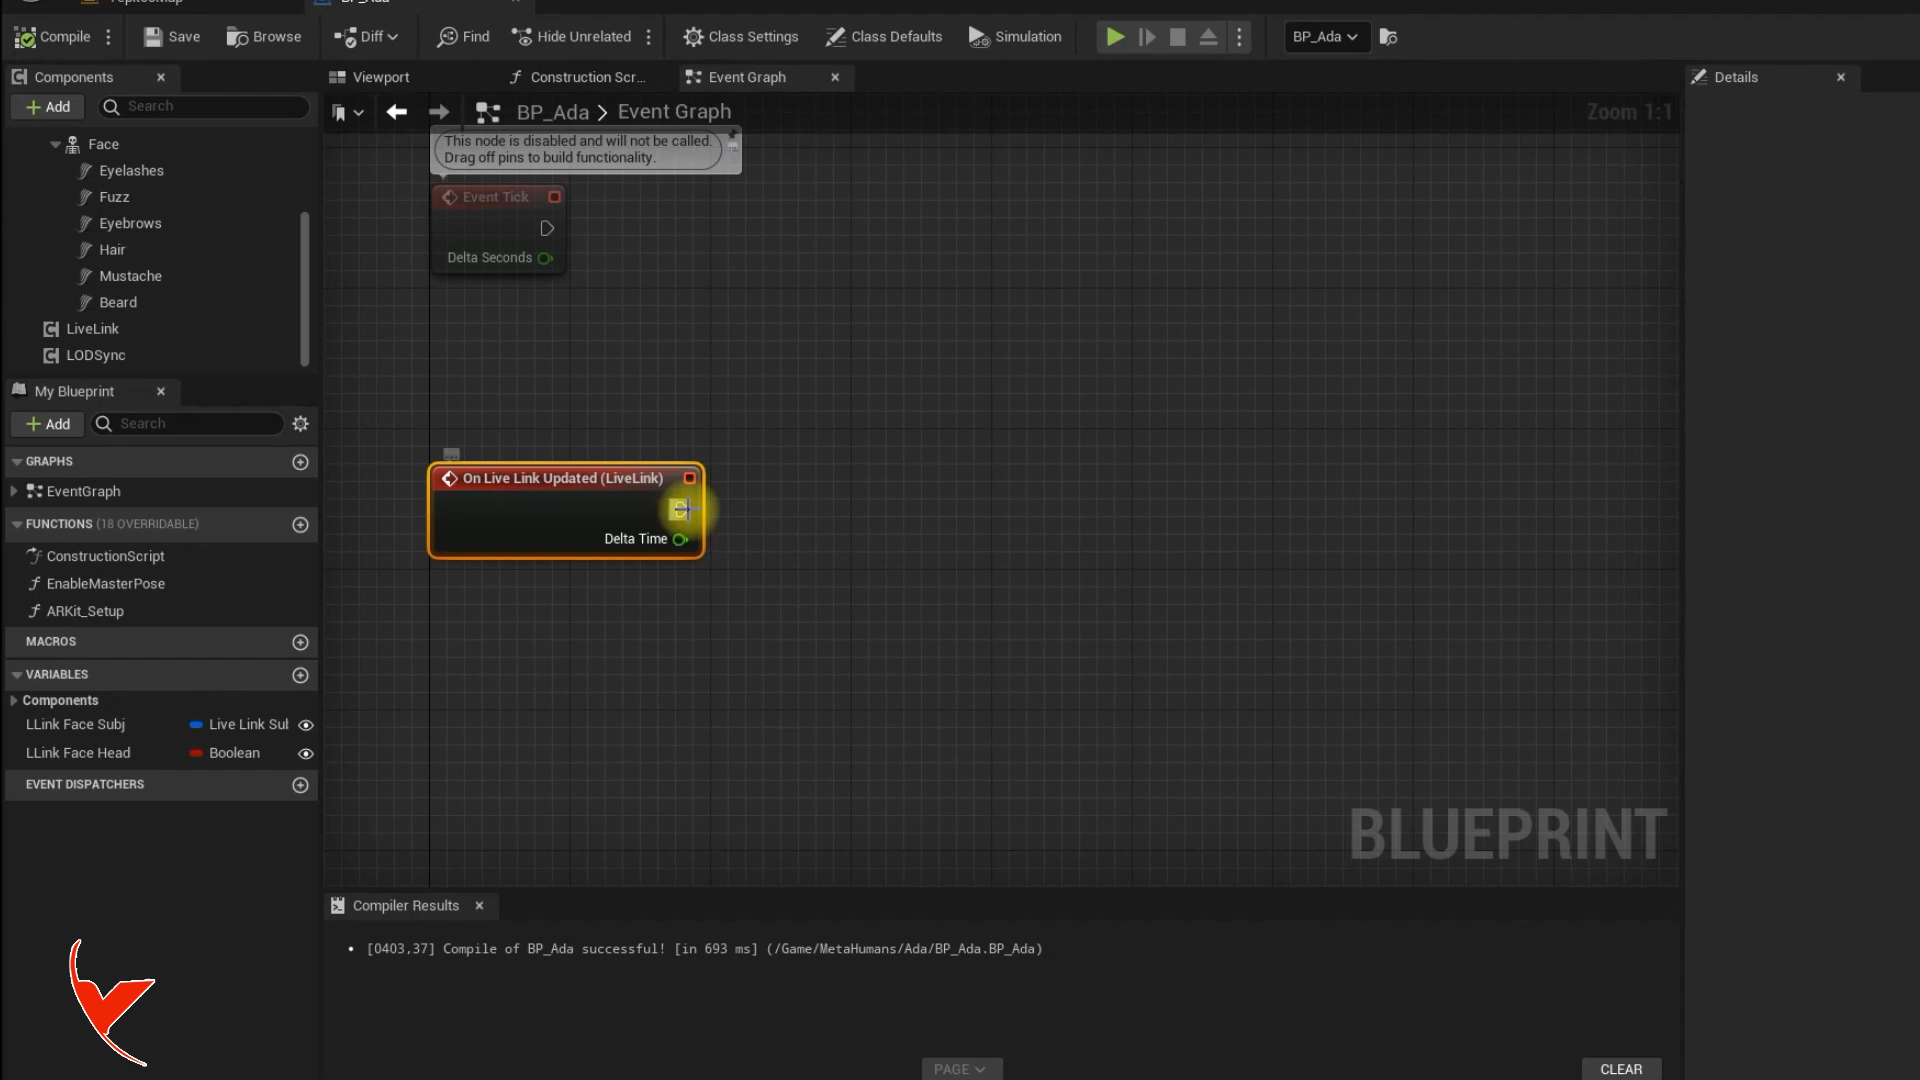 BP_Ada
Compile
Save
Browse
Diff
Find
Hide Unrelated
Class Settings
Class Defaults
Simulation
BP_Ada
Components
Viewport
Construction Scr...
Event Graph
Details
Add
Search
BP_Ada > Event Graph
Zoom 1:1
This node is disabled and will not be called.
Drag off pins to build functionality.
Face
Eyelashes
Fuzz
Eyebrows
Hair
Mustache
Beard
LiveLink
LODSync
Event Tick
Delta Seconds
My Blueprint
Add
Search
GRAPHS
EventGraph
FUNCTIONS (18 OVERRIDABLE)
ConstructionScript
EnableMasterPose
ARKit_Setup
MACROS
VARIABLES
Components
LLink Face Subj
Live Link Sul
LLink Face Head
Boolean
EVENT DISPATCHERS
On Live Link Updated (LiveLink)
Delta Time
BLUEPRINT
Compiler Results
[0403,37] Compile of BP_Ada successful! [in 693 ms] (/Game/MetaHumans/Ada/BP_Ada.BP_Ada)
PAGE
CLEAR